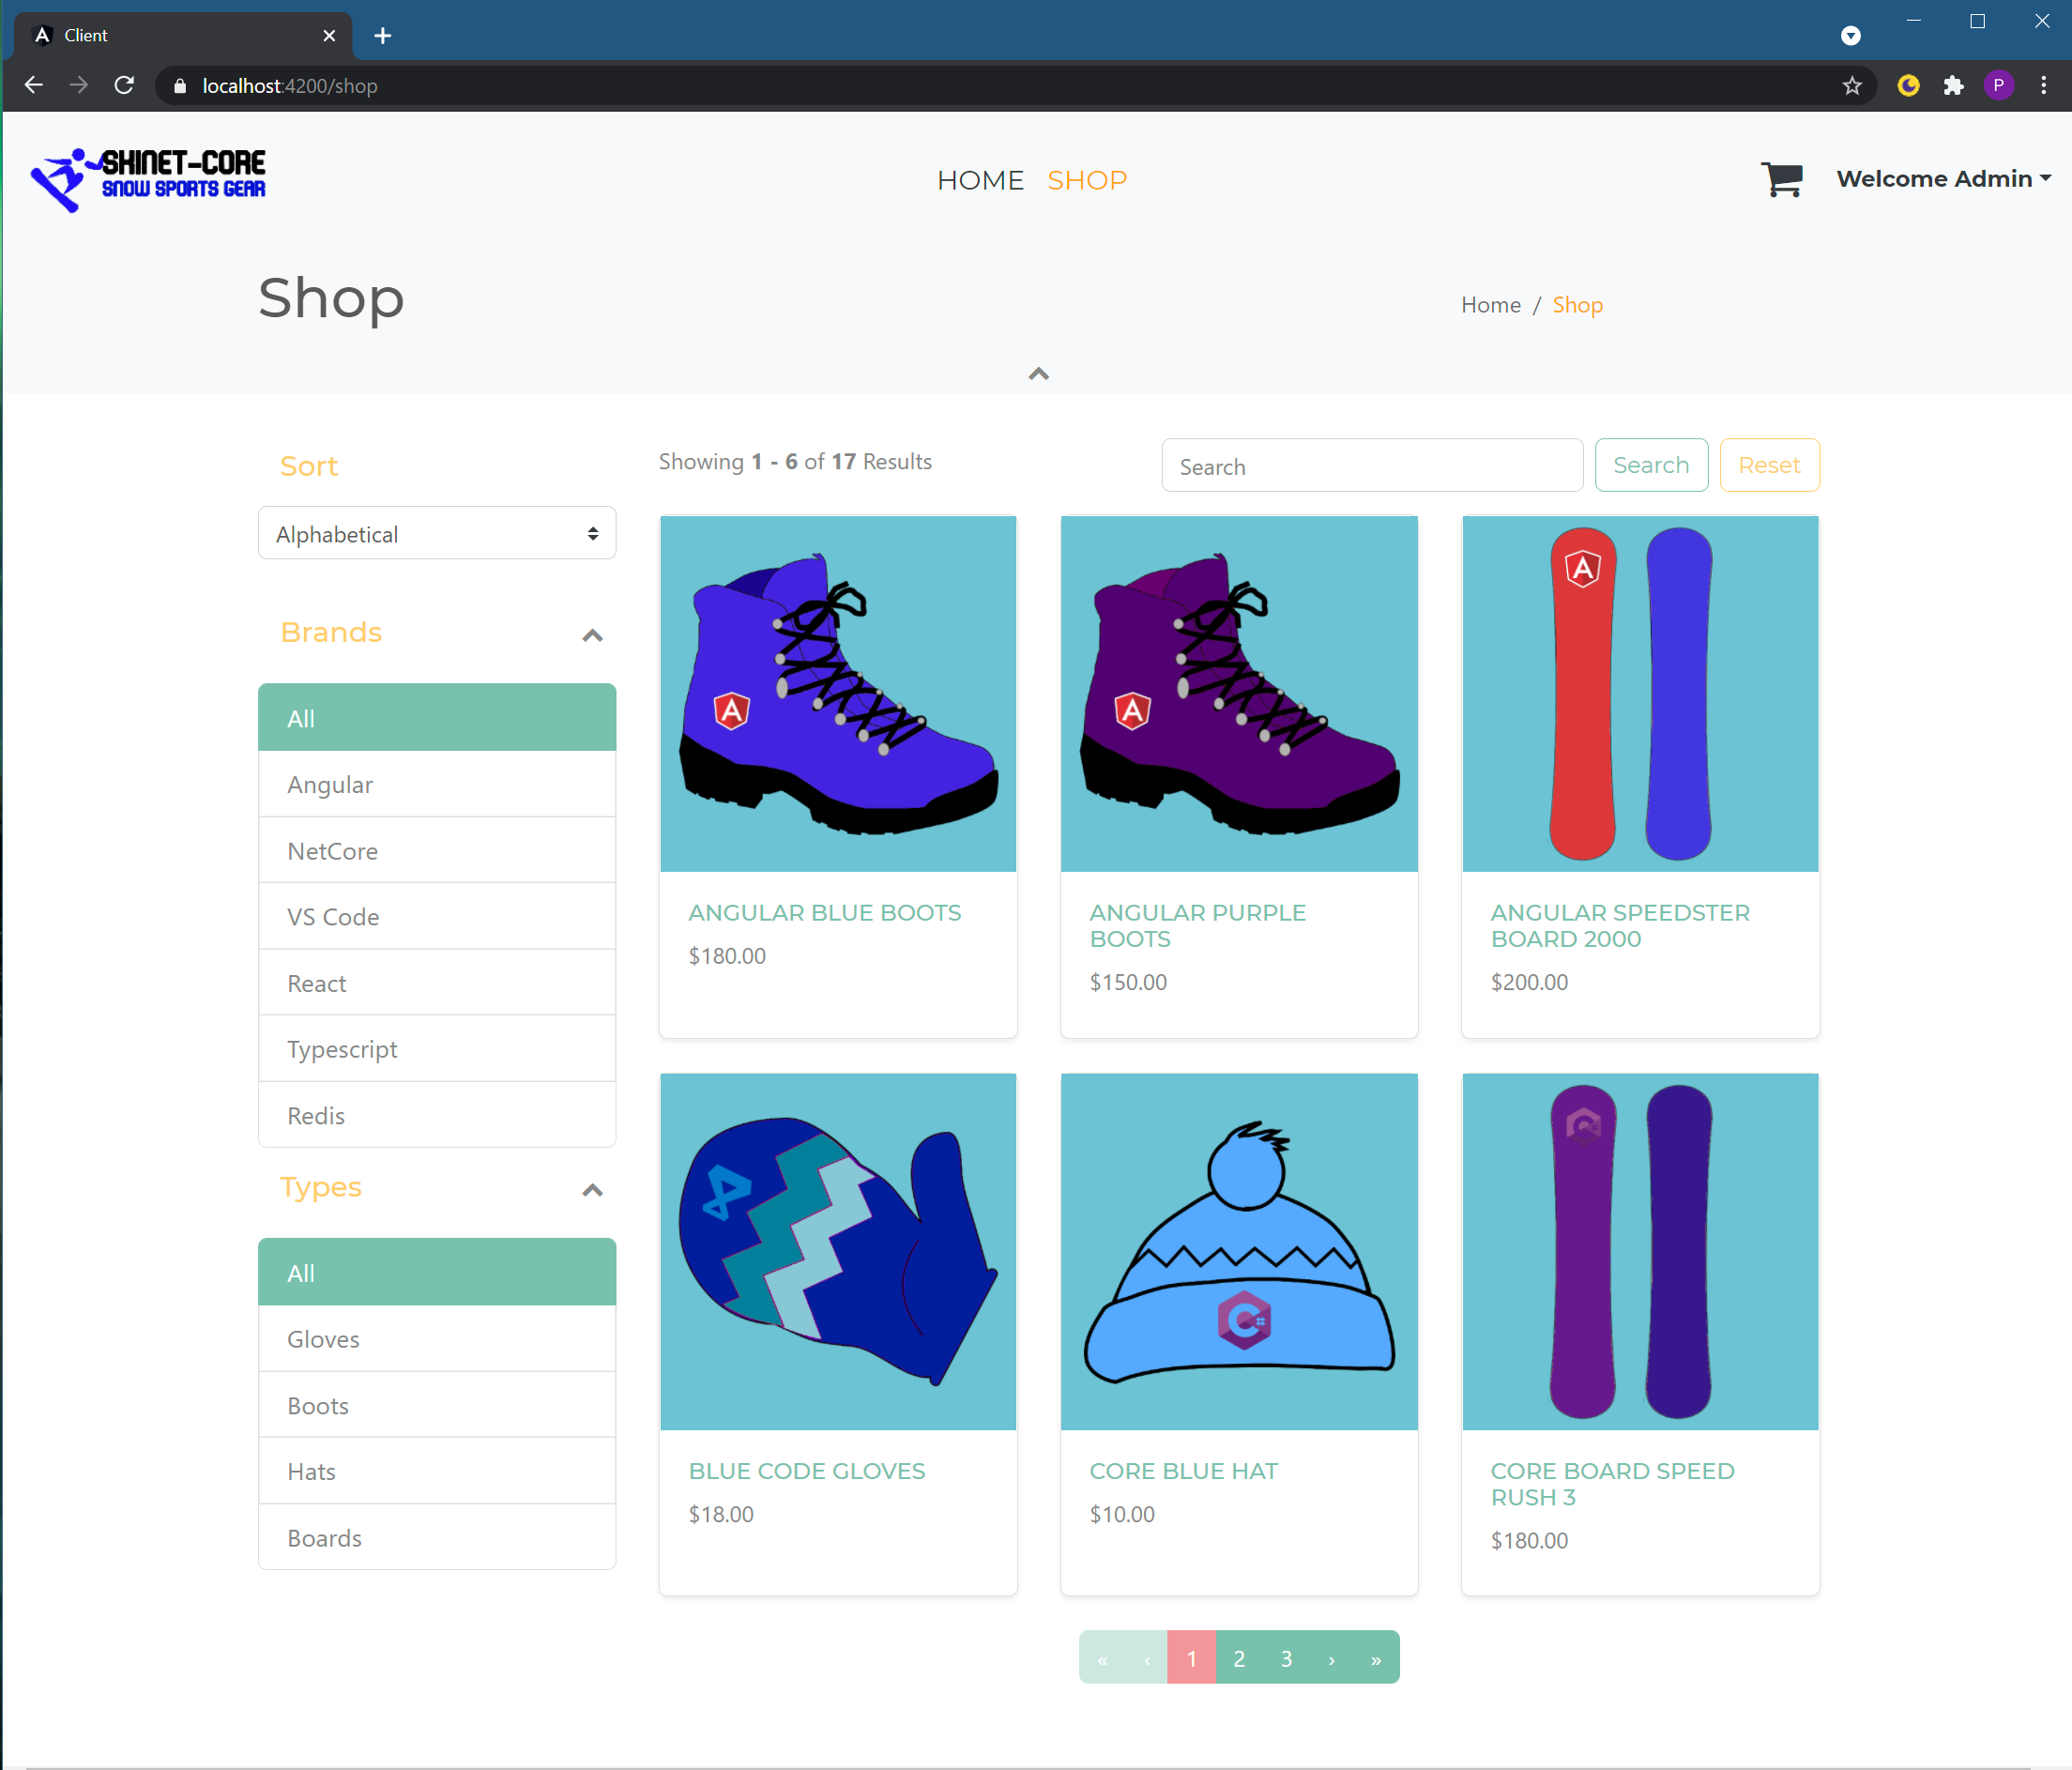 Client
localhost:4200/shop
P
SKINET-CORE
SNOW SPORTS GEAR
HOME SHOP
Welcome Admin
Shop
Home / Shop
Sort
Showing 1 - 6 of 17 Results
Search
Search
Reset
Alphabetical
Brands
All
Angular
NetCore
VS Code
React
Typescript
Redis
Types
All
Gloves
Boots
Hats
Boards
A
A
A
ANGULAR BLUE BOOTS
$180.00
ANGULAR PURPLE
BOOTS
$150.00
ANGULAR SPEEDSTER
BOARD 2000
$200.00
C#
C#
BLUE CODE GLOVES
$18.00
CORE BLUE HAT
$10.00
CORE BOARD SPEED
RUSH 3
$180.00
« ‹ 1 2 3 › »